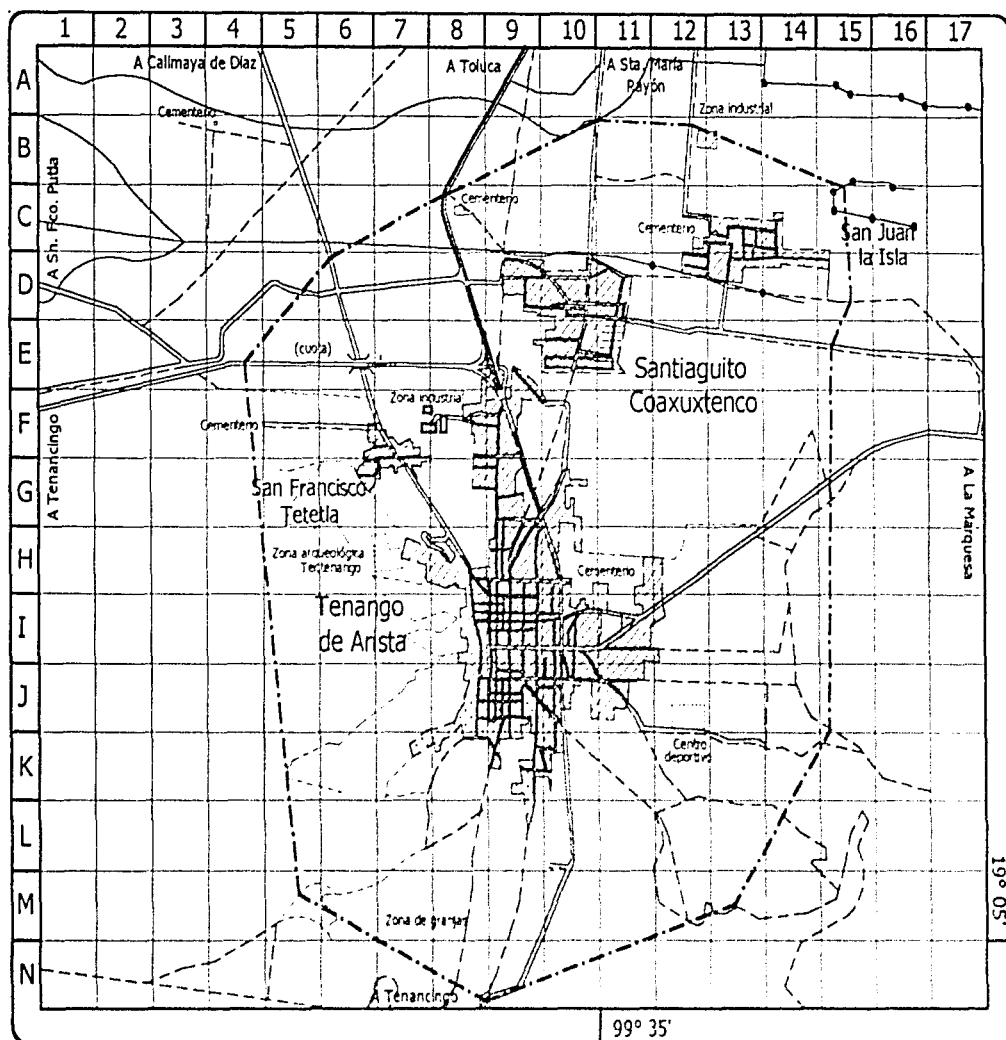 1 2 3 4 5 6 7 8 9 10 11 12 13 14 15 16 17
A
B
C
D
E
F
G
H
I
J
K
L
M
N
A Calimaya de Díaz
A Toluca
A Sta. María
Rayón
Cementerio
Zona industrial
A Sn. Fco. Putla
Cementerio
Cementerio
San Juan
la Isla
(cuota)
Santiaguito
Coaxuxtenco
Zona industrial
Cementerio
A Tenancingo
San Francisco
Tetetla
A La Marquesa
Zona arqueológica
Teotenango
Cementerio
Tenango
de Arista
Centro
deportivo
Zona de granjas
A Tenancingo
19° 05'
99° 35'